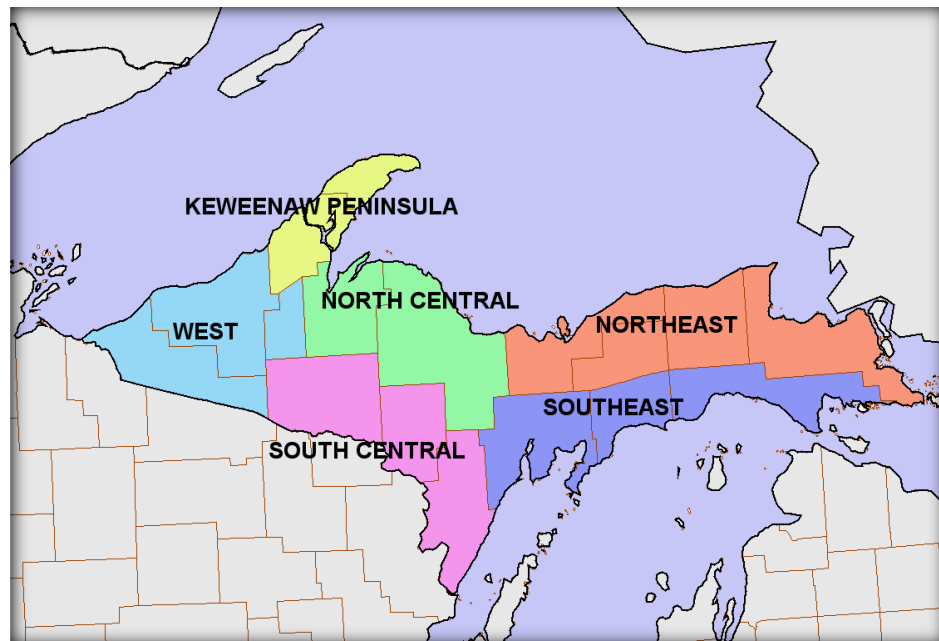 KEWEENAW PENINSULA
NORTH CENTRAL
WEST
NORTHEAST
SOUTHEAST
SOUTH CENTRAL